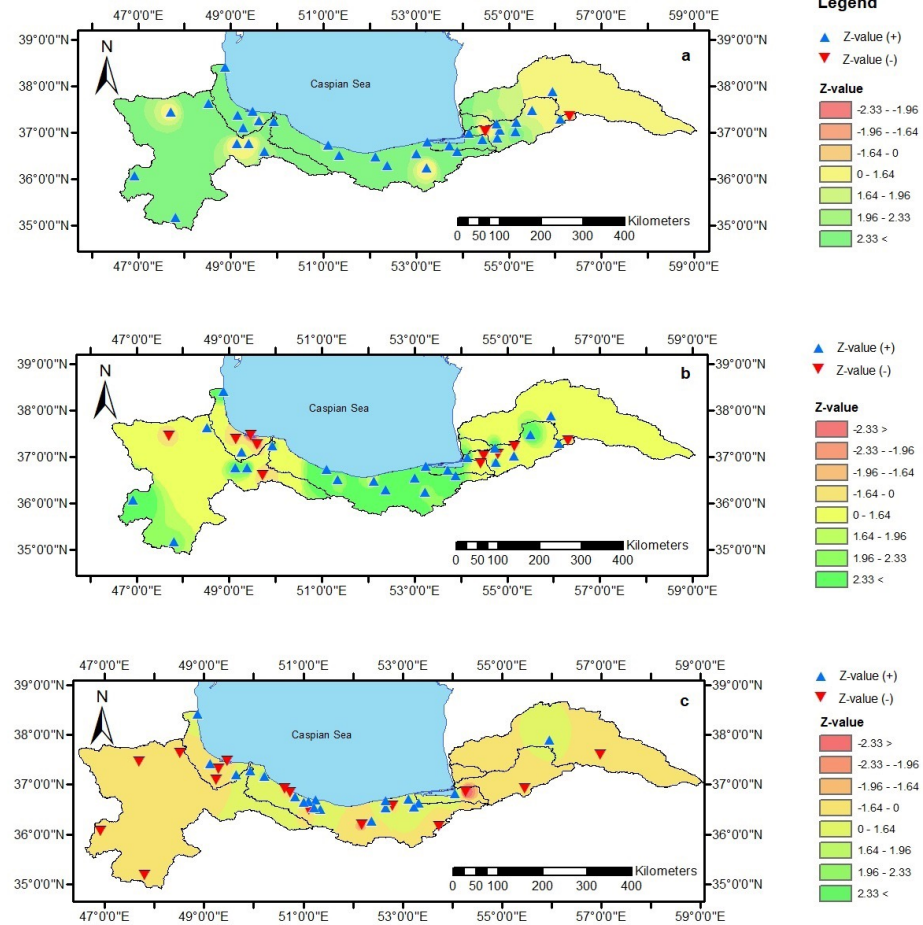 Legend
47°0'0"E 49°0'0"E 51°0'0"E 53°0'0"E 55°0'0"E 57°0'0"E 59°0'0"E
39°0'0"N 39°0'0"N
38°0'0"N 38°0'0"N
37°0'0"N 37°0'0"N
36°0'0"N 36°0'0"N
35°0'0"N 35°0'0"N
N
Caspian Sea
a
Kilometers
0 50 100 200 300 400
47°0'0"E 49°0'0"E 51°0'0"E 53°0'0"E 55°0'0"E 57°0'0"E 59°0'0"E
Z-value (+)
Z-value (-)
Z-value
-2.33 - -1.96
-1.96 - -1.64
-1.64 - 0
0 - 1.64
1.64 - 1.96
1.96 - 2.33
2.33 <
47°0'0"E 49°0'0"E 51°0'0"E 53°0'0"E 55°0'0"E 57°0'0"E 59°0'0"E
39°0'0"N 39°0'0"N
38°0'0"N 38°0'0"N
37°0'0"N 37°0'0"N
36°0'0"N 36°0'0"N
35°0'0"N 35°0'0"N
N
Caspian Sea
b
Kilometers
0 50 100 200 300 400
47°0'0"E 49°0'0"E 51°0'0"E 53°0'0"E 55°0'0"E 57°0'0"E 59°0'0"E
Z-value (+)
Z-value (-)
Z-value
-2.33 >
-2.33 - -1.96
-1.96 - -1.64
-1.64 - 0
0 - 1.64
1.64 - 1.96
1.96 - 2.33
2.33 <
47°0'0"E 49°0'0"E 51°0'0"E 53°0'0"E 55°0'0"E 57°0'0"E 59°0'0"E
39°0'0"N 39°0'0"N
38°0'0"N 38°0'0"N
37°0'0"N 37°0'0"N
36°0'0"N 36°0'0"N
35°0'0"N 35°0'0"N
N
Caspian Sea
c
Kilometers
0 50 100 200 300 400
47°0'0"E 49°0'0"E 51°0'0"E 53°0'0"E 55°0'0"E 57°0'0"E 59°0'0"E
Z-value (+)
Z-value (-)
Z-value
-2.33 >
-2.33 - -1.96
-1.96 - -1.64
-1.64 - 0
0 - 1.64
1.64 - 1.96
1.96 - 2.33
2.33 <